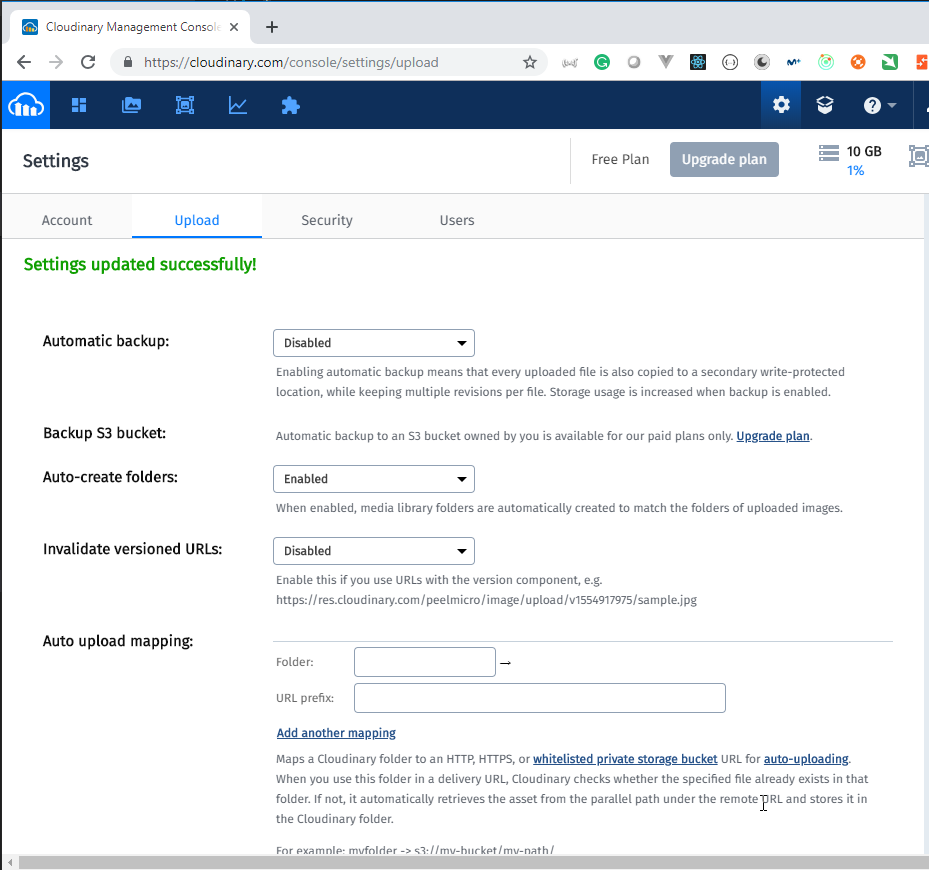 Cloudinary Management Console
https://cloudinary.com/console/settings/upload
Settings
Free Plan
Upgrade plan
10 GB
1%
Account
Upload
Security
Users
Settings updated successfully!
Automatic backup:
Disabled
Enabling automatic backup means that every uploaded file is also copied to a secondary write-protected
location, while keeping multiple revisions per file. Storage usage is increased when backup is enabled.
Backup S3 bucket:
Automatic backup to an S3 bucket owned by you is available for our paid plans only. Upgrade plan.
Auto-create folders:
Enabled
When enabled, media library folders are automatically created to match the folders of uploaded images.
Invalidate versioned URLs:
Disabled
Enable this if you use URLs with the version component, e.g.
https://res.cloudinary.com/peelmicro/image/upload/v1554917975/sample.jpg
Auto upload mapping:
Folder:
→
URL prefix:
Add another mapping
Maps a Cloudinary folder to an HTTP, HTTPS, or whitelisted private storage bucket URL for auto-uploading.
When you use this folder in a delivery URL, Cloudinary checks whether the specified file already exists in that
folder. If not, it automatically retrieves the asset from the parallel path under the remote URL and stores it in
the Cloudinary folder.
For example: myfolder -> s3://my-bucket/my-path/